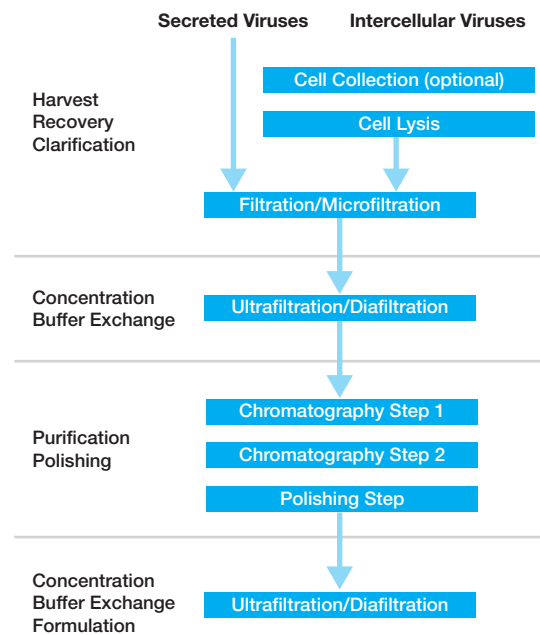 Secreted Viruses
Intercellular Viruses
Harvest
Recovery
Clarification
Cell Collection (optional)
Cell Lysis
Filtration/Microfiltration
Concentration
Buffer Exchange
Ultrafiltration/Diafiltration
Purification
Polishing
Chromatography Step 1
Chromatography Step 2
Polishing Step
Concentration
Buffer Exchange
Formulation
Ultrafiltration/Diafiltration